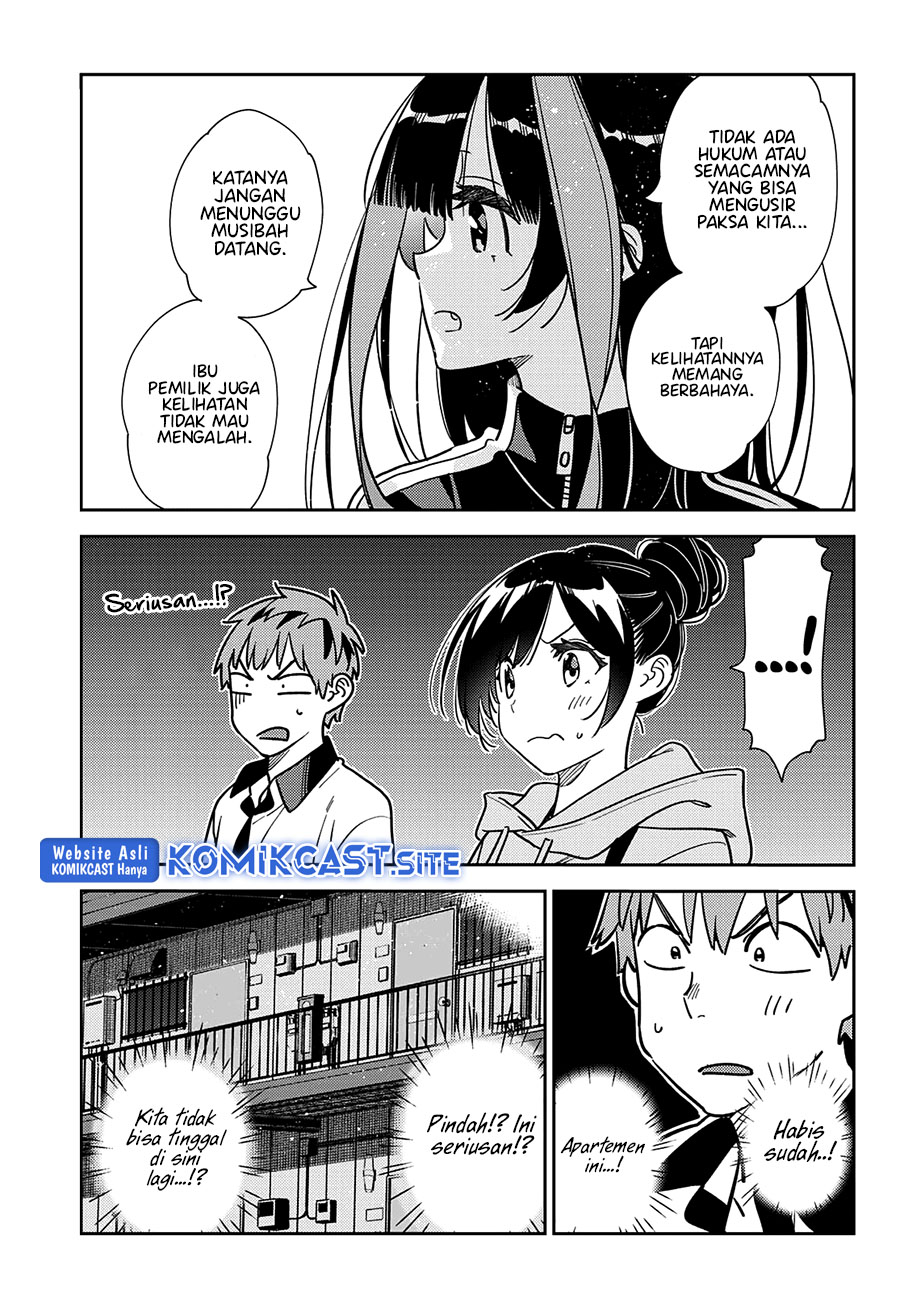 TIDAK ADA
HUKUM ATAU
SEMACAMNYA
YANG BISA
MENGUSIR
PAKSA KITA...
TAPI
KELIHATANNYA
MEMANG
BERBAHAYA.
KATANYA
JANGAN
MENUNGGU
MUSIBAH
DATANG.
IBU
PEMILIK JUGA
KELIHATAN
TIDAK MAU
MENGALAH.
....!
Seriusan...!?
Website Asli
KOMIKCAST Hanya
KOMIKCAST.SITE
Habis
sudah..!
Apartemen
ini...!
Pindah!? Ini
seriusan!?
Kita tidak
bisa tinggal
di sini
lagi...!?